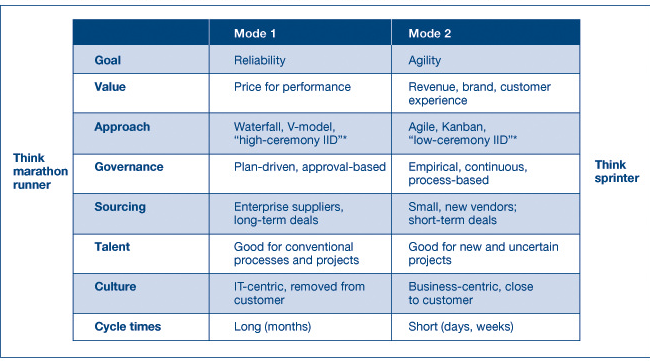 Mode 1 Mode 2
Goal Reliability Agility
Value Price for performance Revenue, brand, customer
experience
Approach Waterfall, V-model, Agile, Kanban,
“high-ceremony IID”* “low-ceremony IID”*
Think
marathon
runner
Governance Plan-driven, approval-based Empirical, continuous,
process-based
Think
sprinter
Sourcing Enterprise suppliers, Small, new vendors;
long-term deals short-term deals
Talent Good for conventional Good for new and uncertain
processes and projects projects
Culture IT-centric, removed from Business-centric, close
customer to customer
Cycle times Long (months) Short (days, weeks)